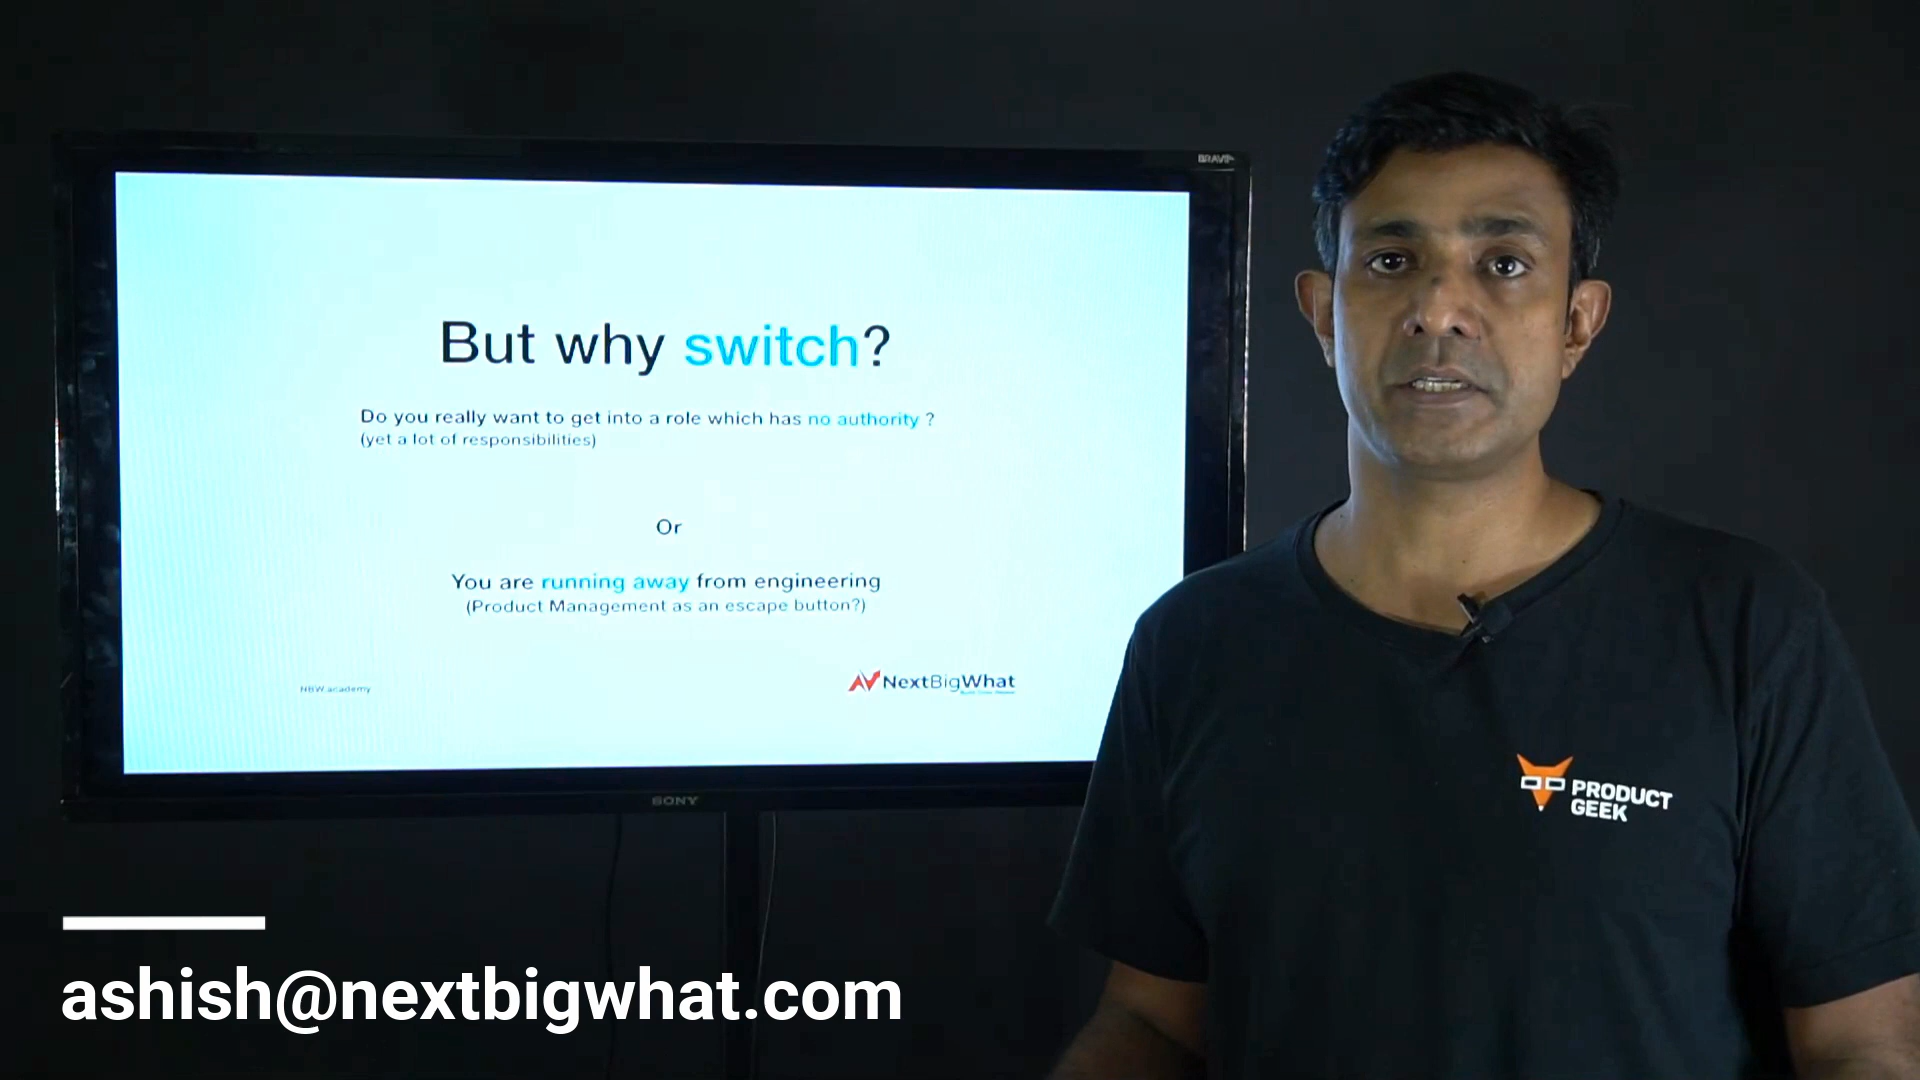 BRAVIA
But why switch?
Do you really want to get into a role which has no authority ?
(yet a lot of responsibilities)
Or
You are running away from engineering
(Product Management as an escape button?)
NBW.academy
NextBigWhat
SONY
PRODUCT
GEEK
ashish@nextbigwhat.com